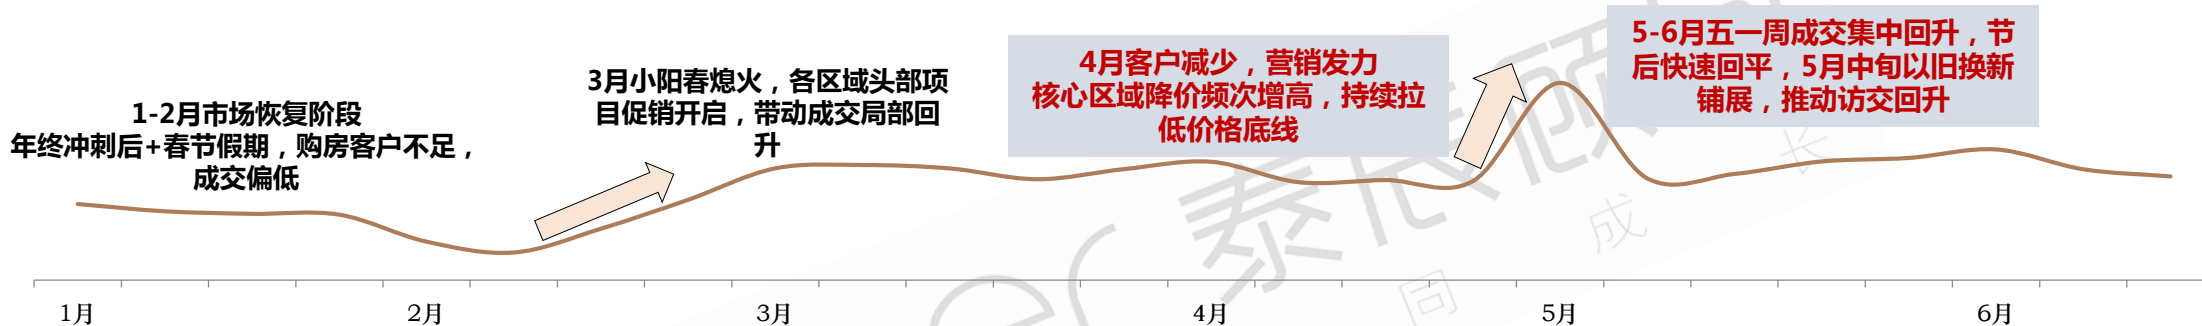 1-2月市场恢复阶段
年终冲刺后+春节假期，购房客户不足，
成交偏低
3月小阳春熄火，各区域头部项
目促销开启，带动成交局部回
升
4月客户减少，营销发力
核心区域降价频次增高，持续拉
低价格底线
5-6月五一周成交集中回升，节
后快速回平，5月中旬以旧换新
铺展，推动访交回升
1月
2月
3月
4月
5月
6月
泰辰顾
同
成
长